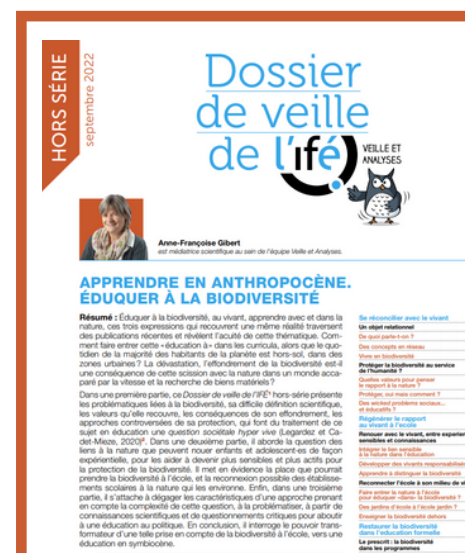 HORS SÉRIE
septembre 2022
Dossier
de veille
de l'ifé
VEILLE ET
ANALYSES
Anne-Françoise Gibert
est médiatrice scientifique au sein de l'équipe Veille et Analyses.
APPRENDRE EN ANTHROPOCÈNE.
ÉDUQUER À LA BIODIVERSITÉ
Résumé : Éduquer à la biodiversité, au vivant, apprendre avec et dans la
nature, ces trois expressions qui recouvrent une même réalité traversent
des publications récentes et révèlent l'acuité de cette thématique. Com-
ment faire entrer cette « éducation à » dans les curricula, alors que le quo-
tidien de la majorité des habitants de la planète est hors-sol, dans des
zones urbaines ? La dévastation, l'effondrement de la biodiversité est-il
une conséquence de cette scission avec la nature dans un monde acca-
paré par la vitesse et la recherche de biens matériels ?
Dans une première partie, ce Dossier de veille de l'IFÉ¹ hors-série présente
les problématiques liées à la biodiversité, sa difficile définition scientifique,
les valeurs qu'elle recouvre, les conséquences de son effondrement, les
approches controversées de sa protection, qui font du traitement de ce
sujet en éducation une question sociétale hyper vive (Legardez et Ca-
det-Mieze, 2020)². Dans une deuxième partie, il aborde la question des
liens à la nature que peuvent nouer enfants et adolescent·es de façon
expérientielle, pour les aider à devenir plus sensibles et plus actifs pour
la protection de la biodiversité. Il met en évidence la place que pourrait
prendre la biodiversité à l'école, et la reconnexion possible des établisse-
ments scolaires à la nature qui les environne. Enfin, dans une troisième
partie, il s'attache à dégager les caractéristiques d'une approche prenant
en compte la complexité de cette question, à la problématiser, à partir de
connaissances scientifiques et de questionnements critiques pour aboutir
à une éducation au politique. En conclusion, il interroge le pouvoir trans-
formateur d'une telle prise en compte de la biodiversité à l'école, vers une
éducation en symbiocène.
Se réconcilier avec le vivant
Un objet relationnel
De quoi parle-t-on ?
Des concepts en réseau
Vivre en biodiversité
Protéger la biodiversité au service
de l'humanité ?
Quelles valeurs pour penser
le rapport à la nature ?
Protéger, oui mais comment ?
Des wicked problème sociaux...
et éducatifs ?
Régénérer le rapport
au vivant à l'école
Renouer avec le vivant, entre expérien
sensibles et connaissances
Intégrer le lien sensible
à la nature dans l'éducation
Développer des vivants responsabilisés
Reconnecter l'école à son milieu de vi
Faire entrer la nature à l'école
pour éduquer «dans» la biodiversité ?
Des jardins d'école à l'école jardin ?
Enseigner la biodiversité dehors
Restaurer la biodiversité
dans l'éducation formelle
Le prescrit : la biodiversité
dans les programmes
Apprendre à distinguer la biodiversité